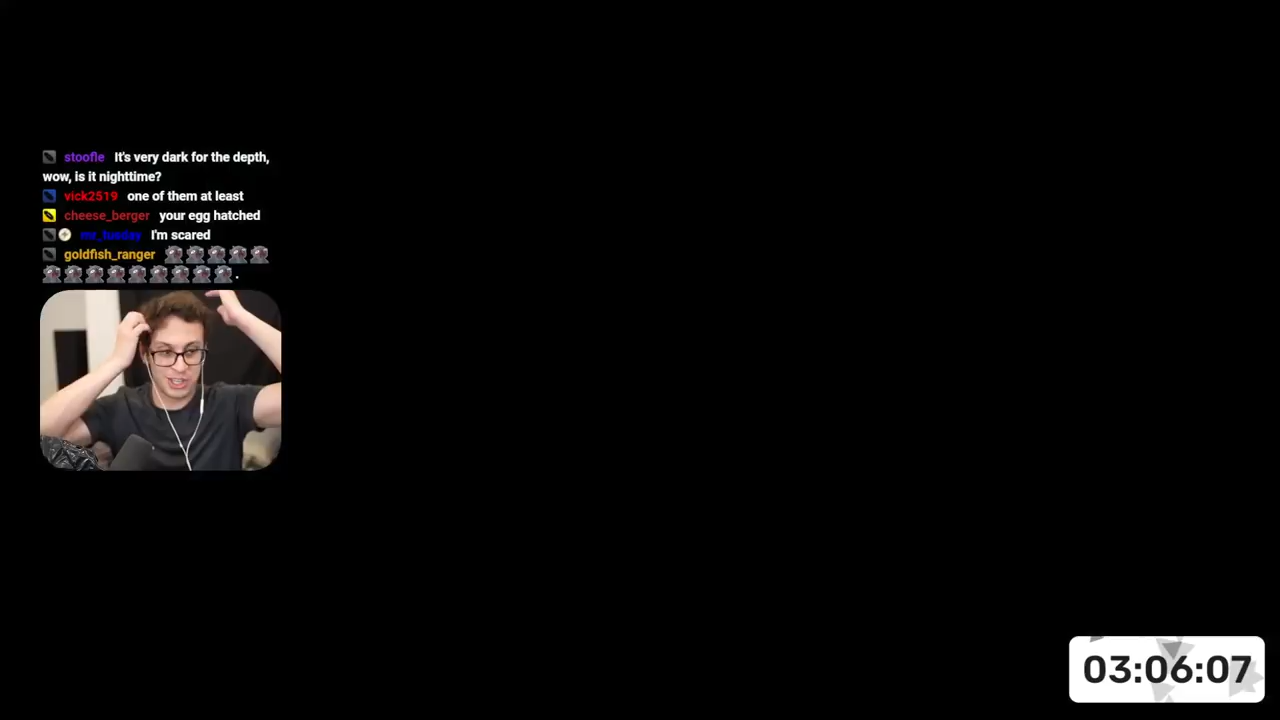 stoofle It's very dark for the depth,
wow, is it nighttime?
vick2519 one of them at least
cheese_berger your egg hatched
mr_tusday I'm scared
goldfish_ranger
.
03:06:07